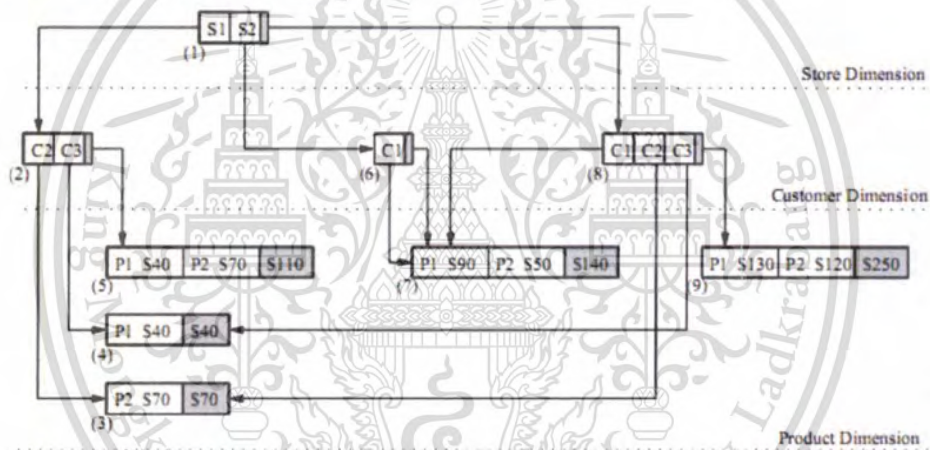 S1 S2
(1)
Store Dimension
C2 C3
(2)
C1
(6)
C1 C2 C3
(8)
Customer Dimension
P1 $40 P2 $70 $110
(5)
P1 $90 P2 $50 $140
(7)
P1 $130 P2 $120 $250
(9)
P1 $40 $40
(4)
P2 $70 $70
(3)
Product Dimension